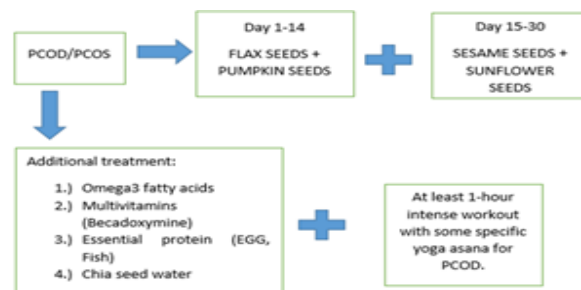 PCOD/PCOS
Day 1-14
FLAX SEEDS +
PUMPKIN SEEDS
Day 15-30
SESAME SEEDS +
SUNFLOWER
SEEDS
Additional treatment:
1.) Omega3 fatty acids
2.) Multivitamins
(Becadoxymine)
3.) Essential protein (EGG,
Fish)
4.) Chia seed water
At least 1-hour
intense workout
with some specific
yoga asana for
PCOD.